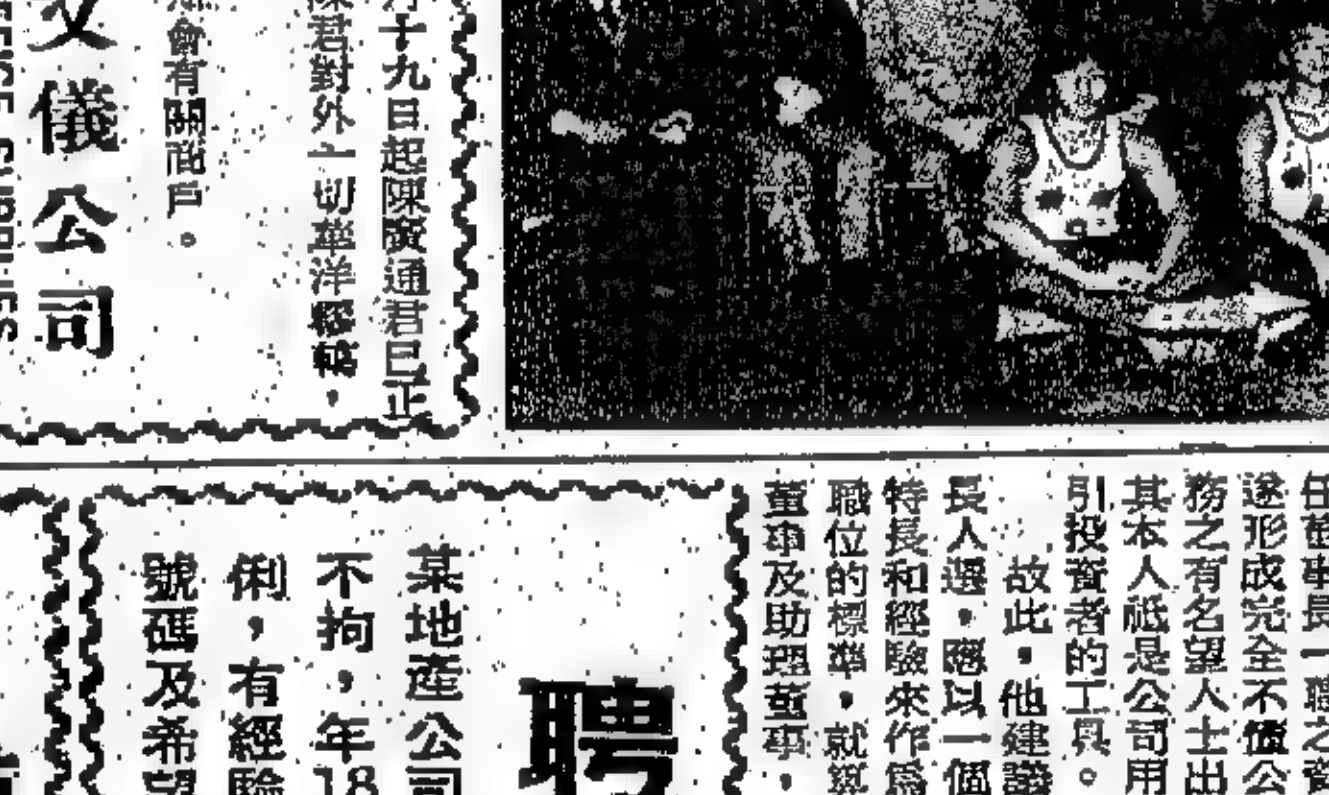 十九日起陳廣通君已正
陳君對外一切華洋轇轕，
會有關商戶。
文儀公司
任董事長一職之資
遂形成完全不懂公
務之有名望人士出
其本人祇是公司用
引投資者的工具。
故此，他建議
長人選，應以一個
特長和經驗來作為
職位的標準，就算
董事及助理董事，
聘
某地產公司
不拘，年18
俐，有經驗
號碼及希望